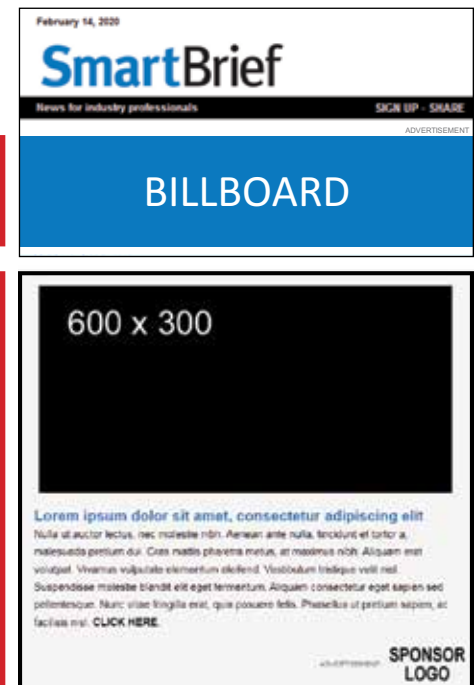 February 14, 2020
SmartBrief
News for industry professionals
SIGN UP - SHARE
ADVERTISEMENT
BILLBOARD
600 x 300
Lorem ipsum dolor sit amet, consectetur adipiscing elit
Nulla ut auctor lectus, nec molestie nibh. Aenean ante nulla, tincidunt et tortor a,
malesuada pretium dui. Cras mattis pharetra metus, at maximus nibh. Aliquam erat
volutpat. Vivamus vulputate elementum eleifend. Vestibulum tristique velit nisl.
Suspendisse molestie blandit elit eget fermentum. Aliquam consectetur eget sapien sed
pellentesque. Nunc vitae fringilla erat, quis posuere felis. Phasellus ut pretium sapien, ac
facilisis nisl. CLICK HERE.
ADVERTISEMENT
SPONSOR
LOGO